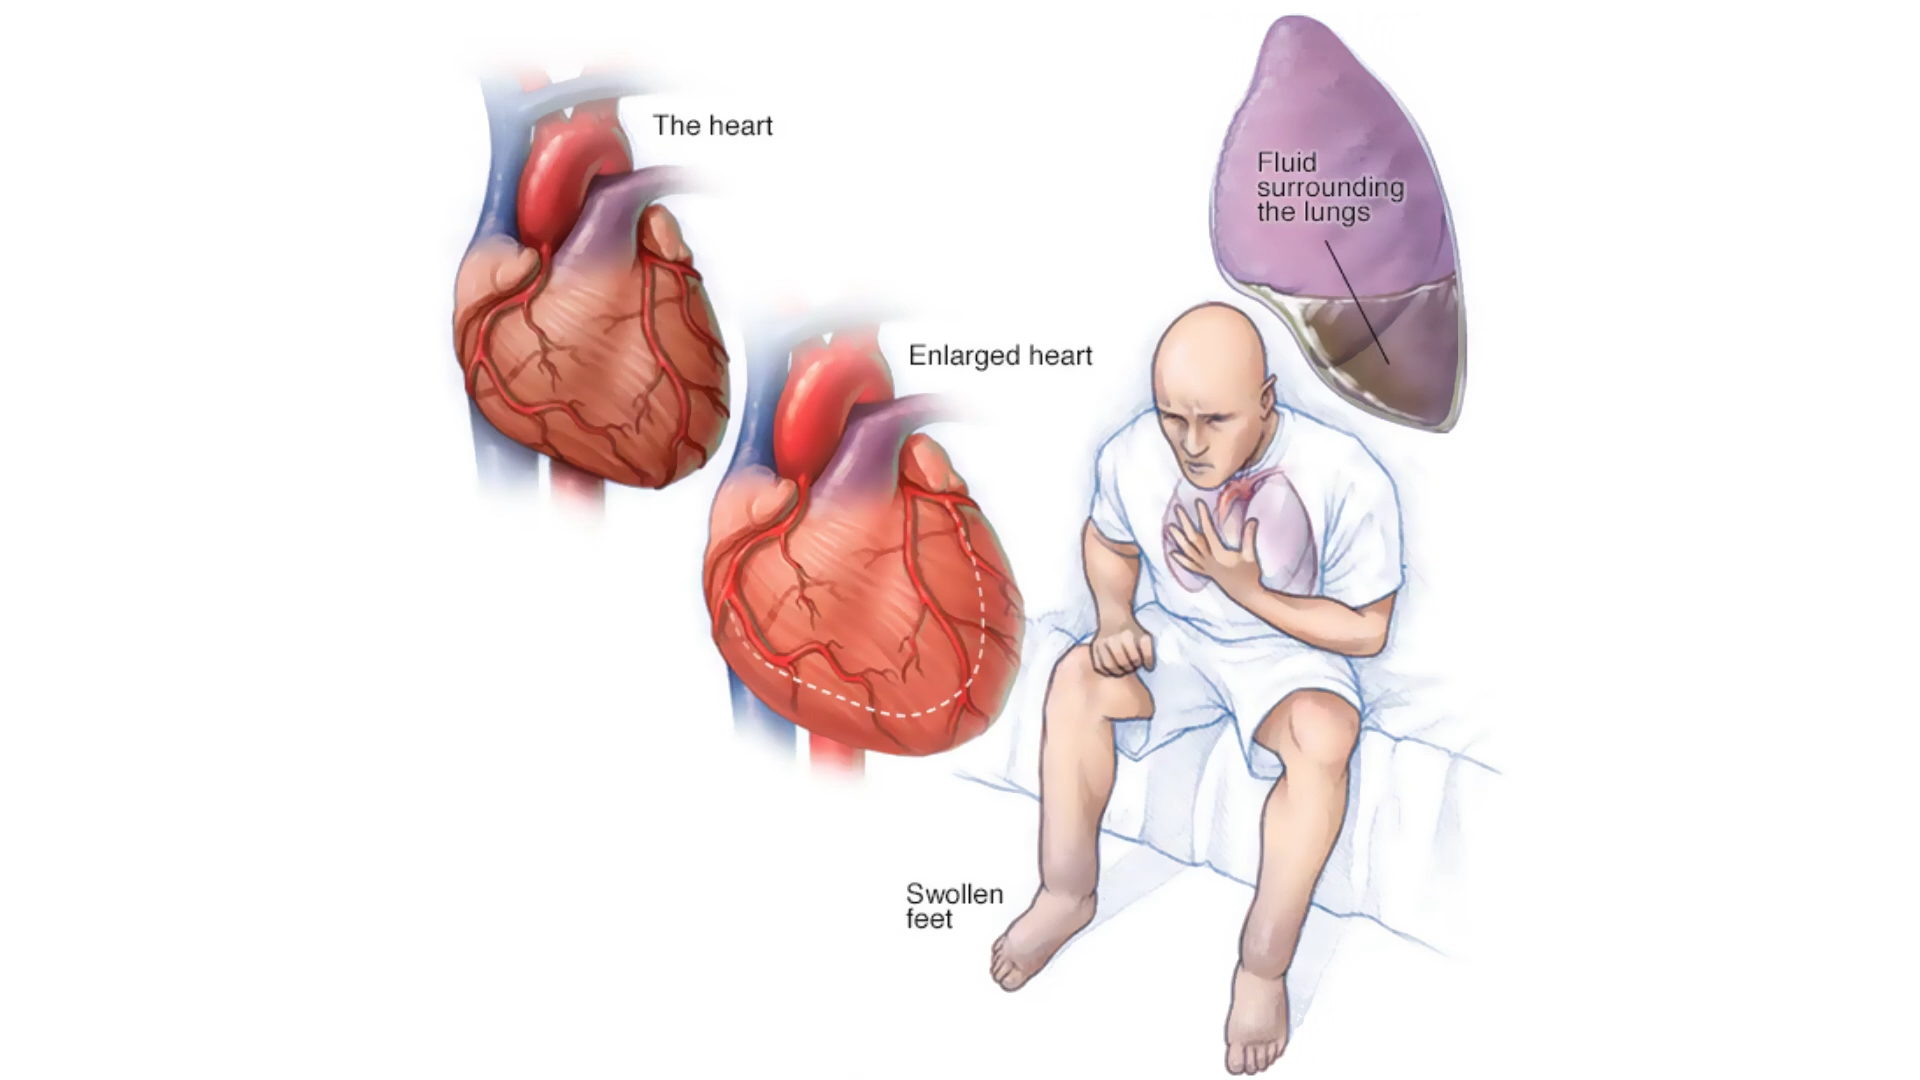 The heart
Fluid
surrounding
the lungs
Enlarged heart
Swollen
feet